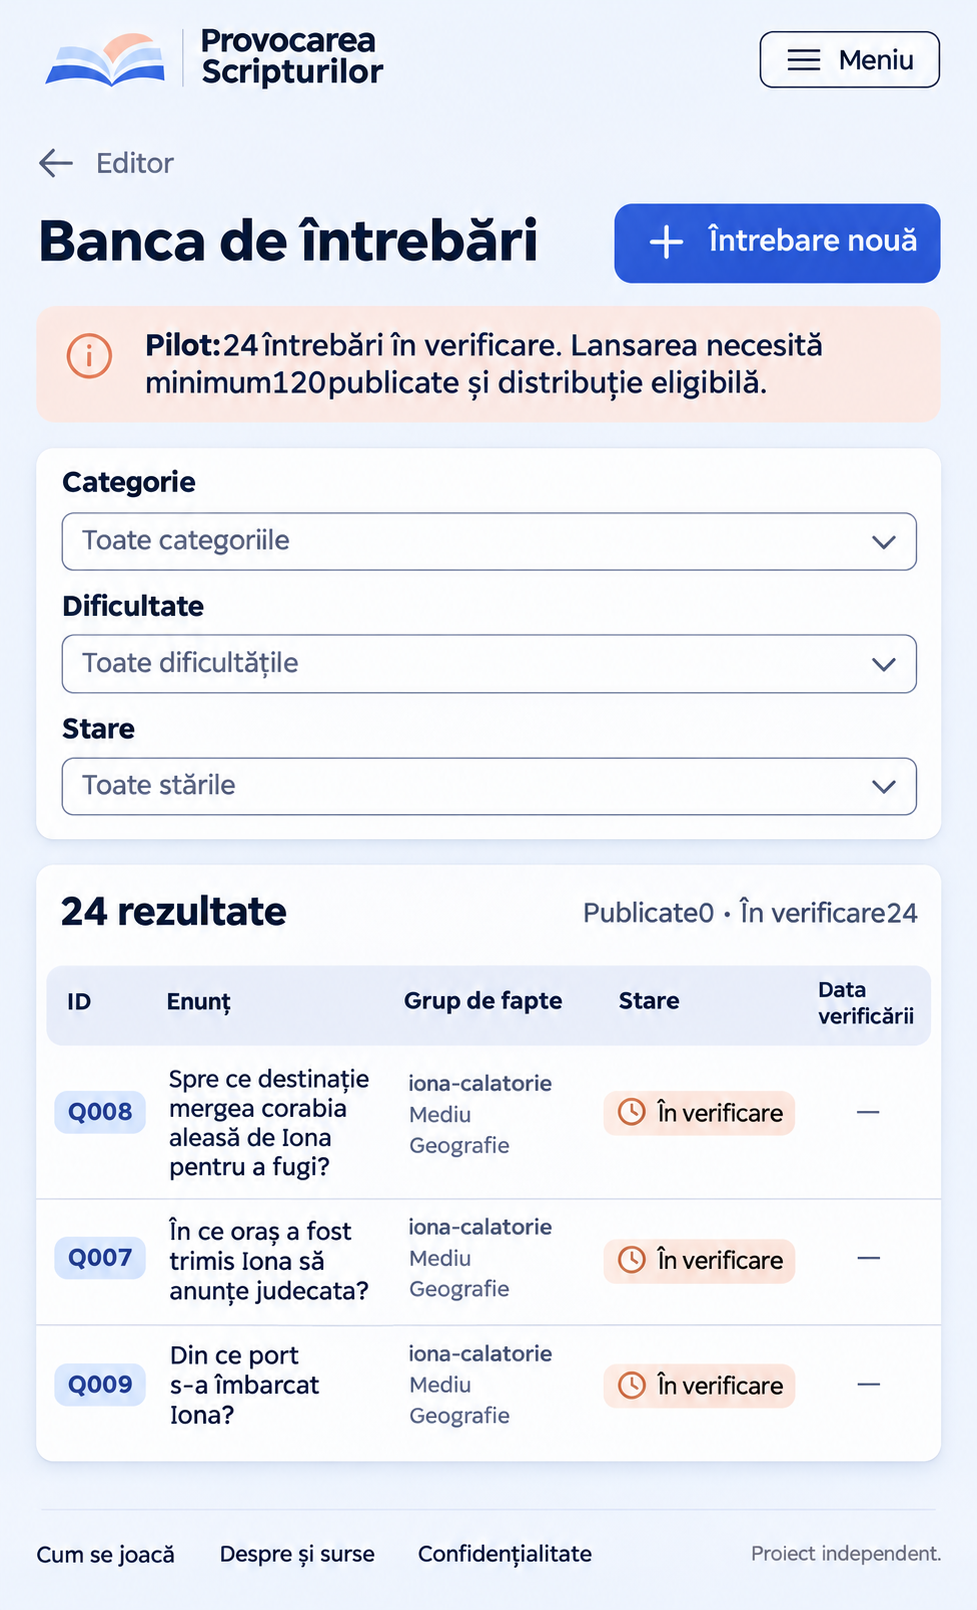 Provocarea
Scripturilor
Meniu
Editor
Banca de întrebări
Întrebare nouă
Pilot:24 întrebări în verificare. Lansarea necesită
minimum120publicate și distribuție eligibilă.
Categorie
Toate categoriile
Dificultate
Toate dificultățile
Stare
Toate stările
24 rezultate
Publicate0 • În verificare24
ID
Enunț
Grup de fapte
Stare
Data
verificării
Q008
Spre ce destinație
mergea corabia
aleasă de Iona
pentru a fugi?
iona-calatorie
Mediu
Geografie
În verificare
—
Q007
În ce oraș a fost
trimis Iona să
anunțe judecata?
iona-calatorie
Mediu
Geografie
În verificare
—
Q009
Din ce port
s-a îmbarcat
Iona?
iona-calatorie
Mediu
Geografie
În verificare
—
Cum se joacă
Despre și surse
Confidențialitate
Proiect independent.